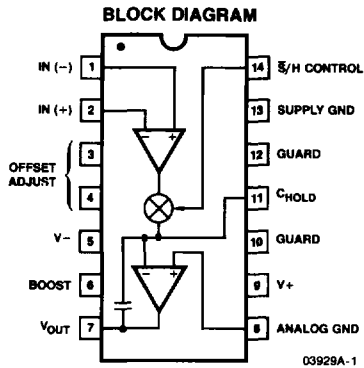 BLOCK DIAGRAM
IN (-) 1
IN (+) 2
OFFSET
ADJUST
3
4
V- 5
BOOST 6
VOUT 7
14 S̅/H CONTROL
13 SUPPLY GND
12 GUARD
11 CHOLD
10 GUARD
9 V+
8 ANALOG GND
- +
- +
03929A-1